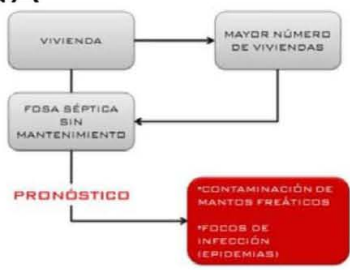 VIVIENDA
MAYOR NÚMERO
DE VIVIENDAS
FOSA SÉPTICA
SIN
MANTENIMIENTO
PRONÓSTICO
*CONTAMINACIÓN DE
MANTOS FREÁTICOS
*FOCOS DE
INFECCIÓN
(EPIDEMIAS)